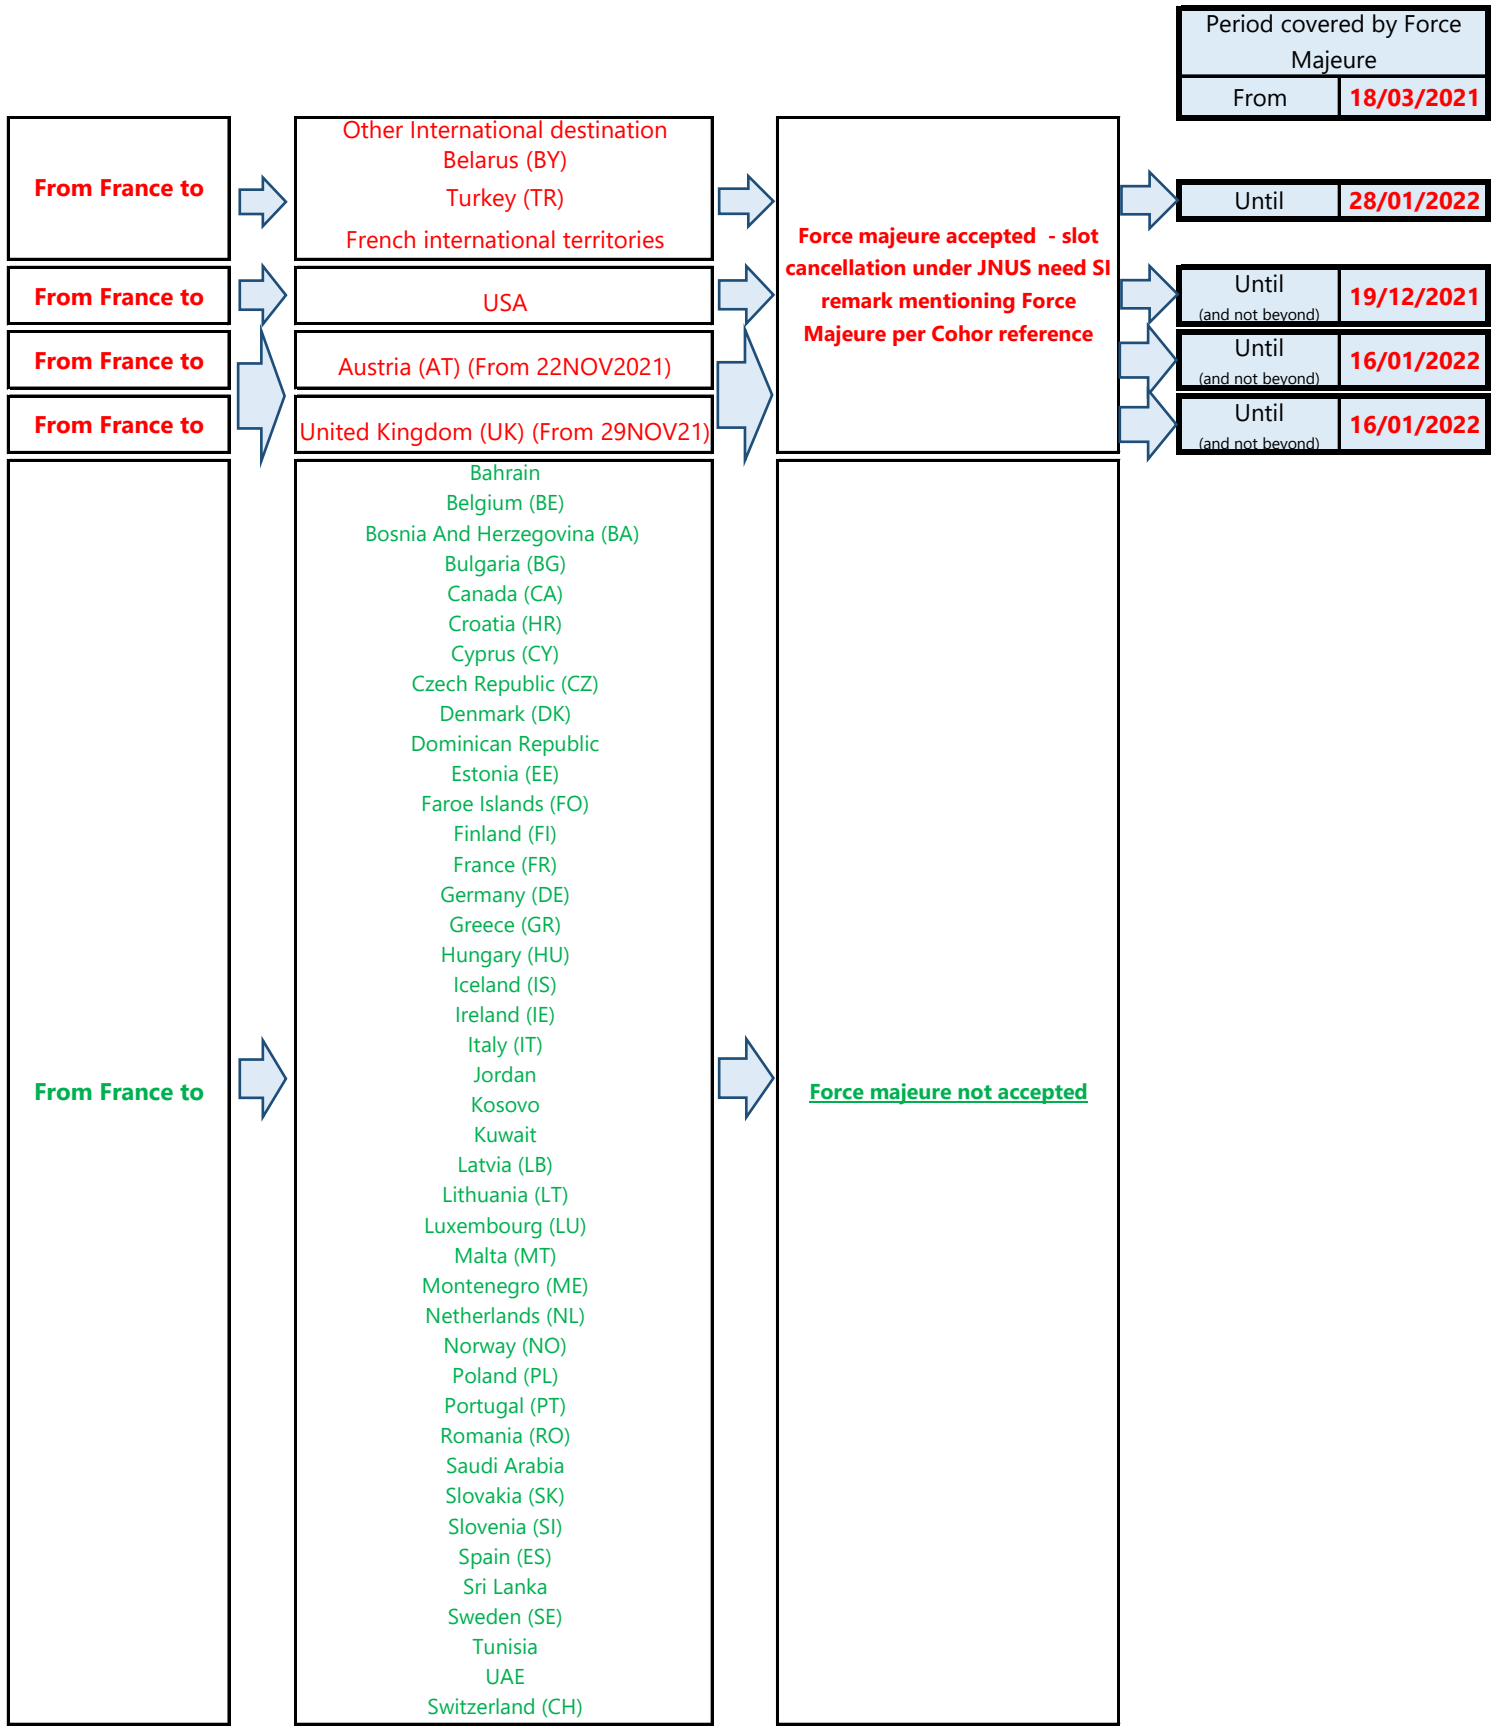 Period covered by Force
Majeure
From 18/03/2021
From France to
Other International destination
Belarus (BY)
Turkey (TR)
French international territories
Force majeure accepted - slot
cancellation under JNUS need SI
remark mentioning Force
Majeure per Cohor reference
Until 28/01/2022
From France to
USA
Until
(and not beyond)
19/12/2021
From France to
Austria (AT) (From 22NOV2021)
Until
(and not beyond)
16/01/2022
From France to
United Kingdom (UK) (From 29NOV21)
Until
(and not beyond)
16/01/2022
From France to
Bahrain
Belgium (BE)
Bosnia And Herzegovina (BA)
Bulgaria (BG)
Canada (CA)
Croatia (HR)
Cyprus (CY)
Czech Republic (CZ)
Denmark (DK)
Dominican Republic
Estonia (EE)
Faroe Islands (FO)
Finland (FI)
France (FR)
Germany (DE)
Greece (GR)
Hungary (HU)
Iceland (IS)
Ireland (IE)
Italy (IT)
Jordan
Kosovo
Kuwait
Latvia (LB)
Lithuania (LT)
Luxembourg (LU)
Malta (MT)
Montenegro (ME)
Netherlands (NL)
Norway (NO)
Poland (PL)
Portugal (PT)
Romania (RO)
Saudi Arabia
Slovakia (SK)
Slovenia (SI)
Spain (ES)
Sri Lanka
Sweden (SE)
Tunisia
UAE
Switzerland (CH)
Force majeure not accepted